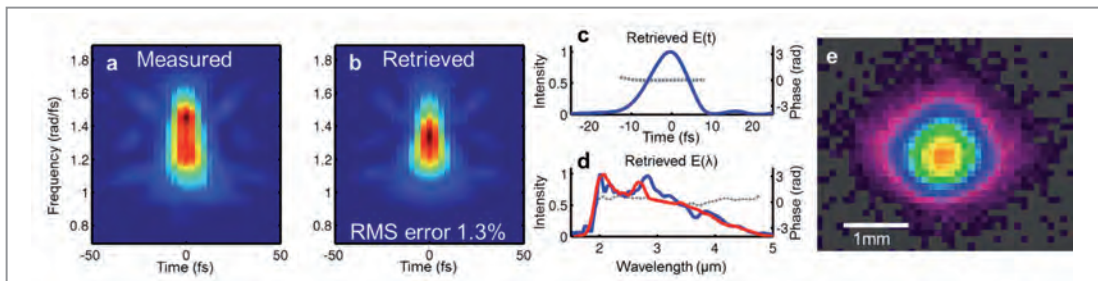 a Measured
1.8
1.6
1.4
1.2
1
0.8
Frequency (rad/fs)
-50 0 50
Time (fs)
b Retrieved
1.8
1.6
1.4
1.2
1
0.8
RMS error 1.3%
-50 0 50
Time (fs)
c Retrieved E(t)
1
0.5
Intensity
3
0
-3
Phase (rad)
-20 -10 0 10 20
Time (fs)
d Retrieved E(λ)
1
0.5
0
Intensity
3
0
-3
Phase (rad)
2 3 4 5
Wavelength (μm)
e
1mm